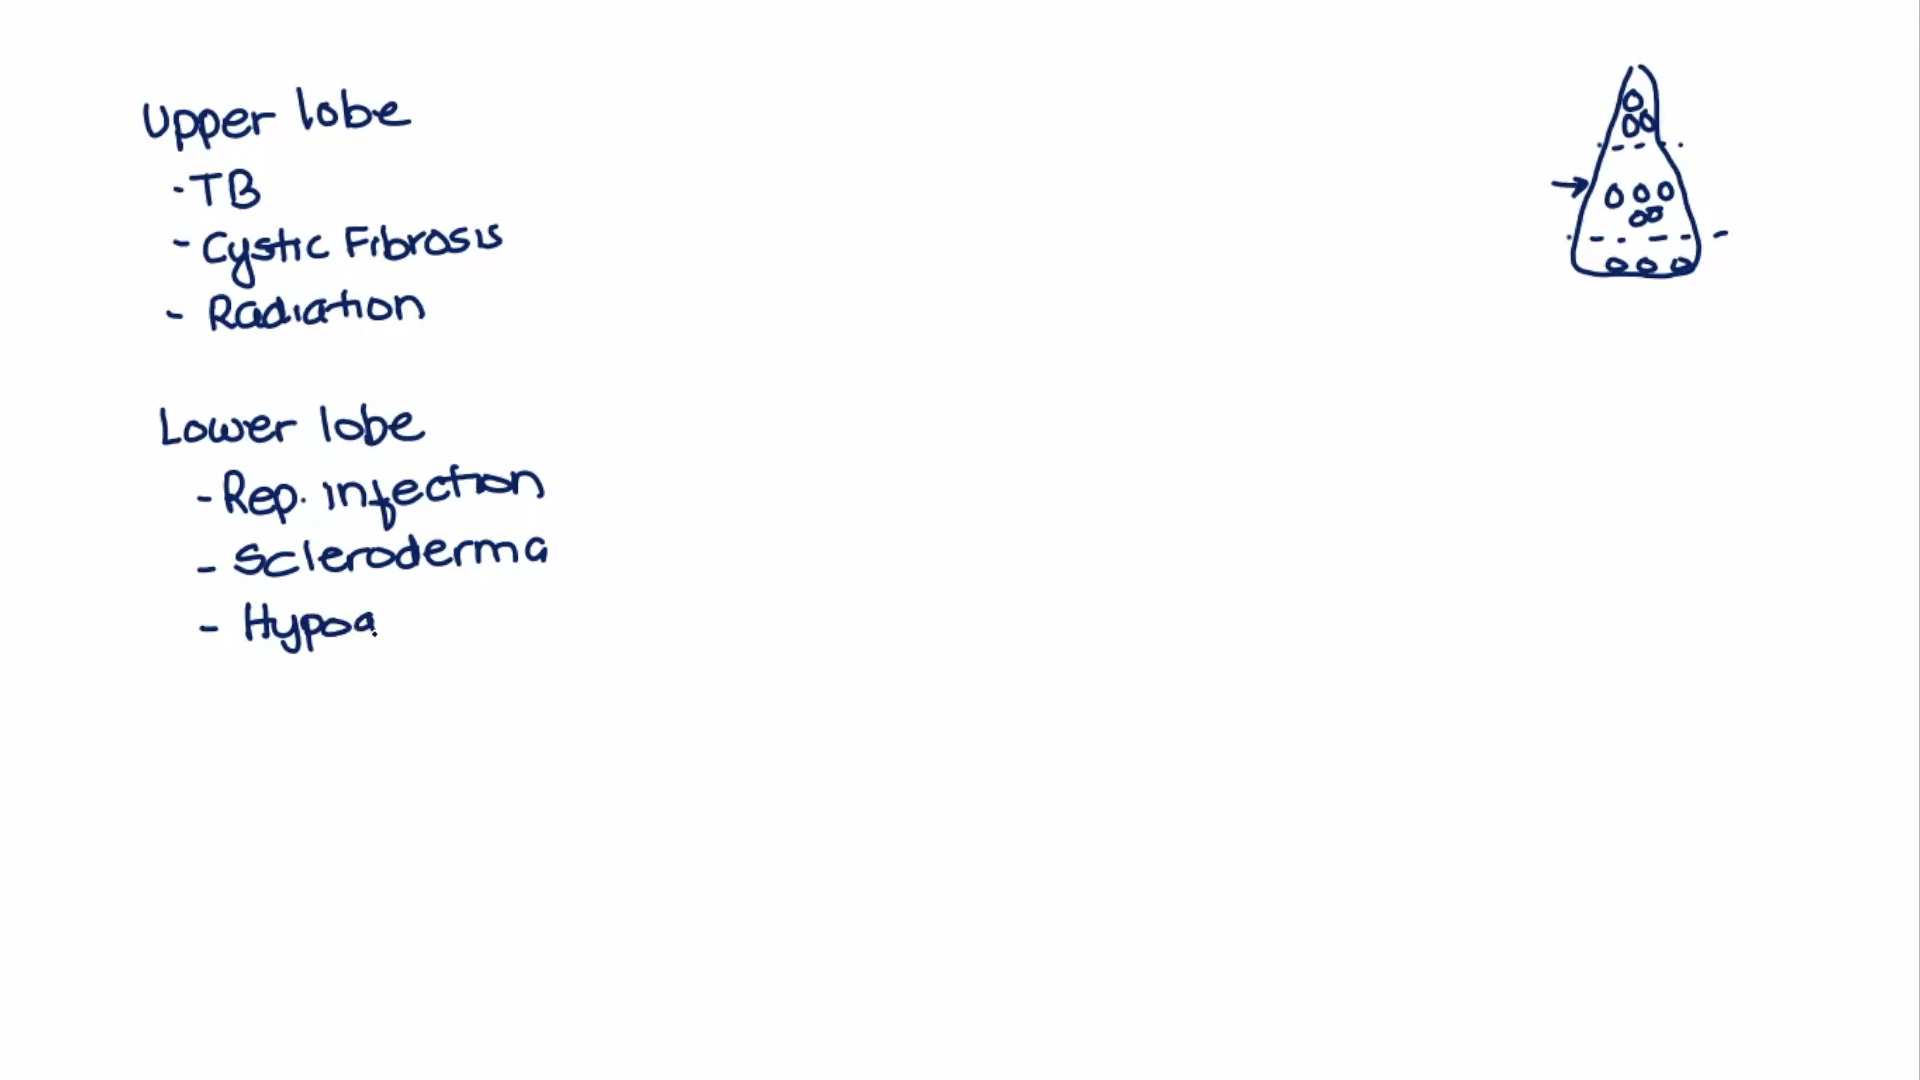 Upper lobe
- TB
- Cystic Fibrosis
- Radiation
Lower lobe
- Rep. infection
- Scleroderma
- Hypoa